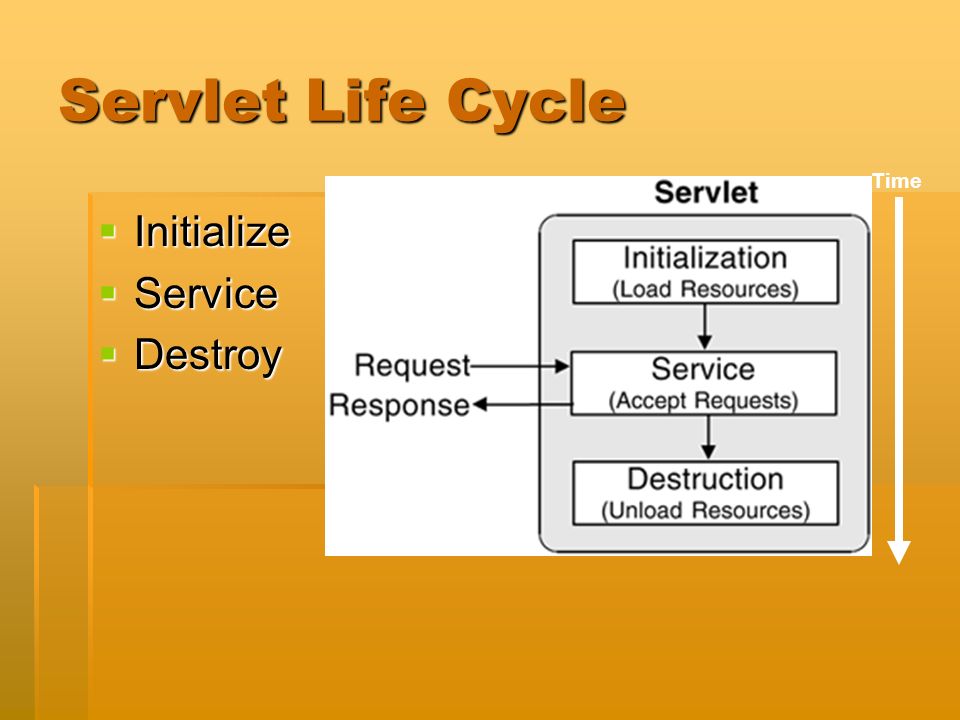 Servlet Life Cycle
Initialize
Service
Destroy
Time
Servlet
Initialization
(Load Resources)
Request
Response
Service
(Accept Requests)
Destruction
(Unload Resources)